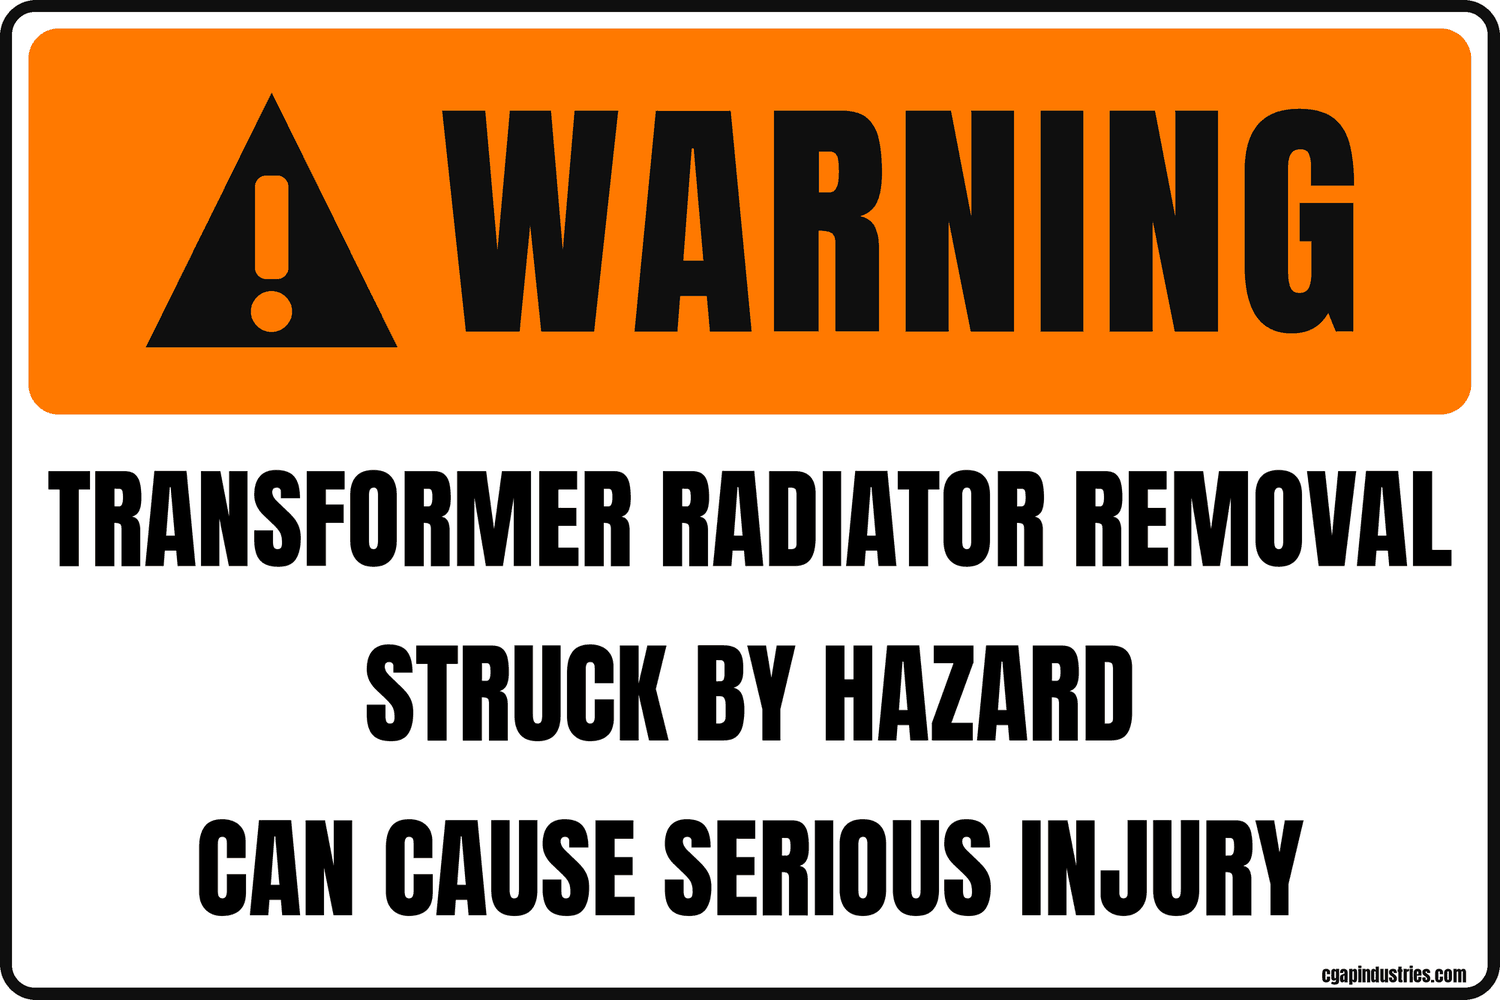 WARNING
TRANSFORMER RADIATOR REMOVAL
STRUCK BY HAZARD
CAN CAUSE SERIOUS INJURY
cgapindustries.com